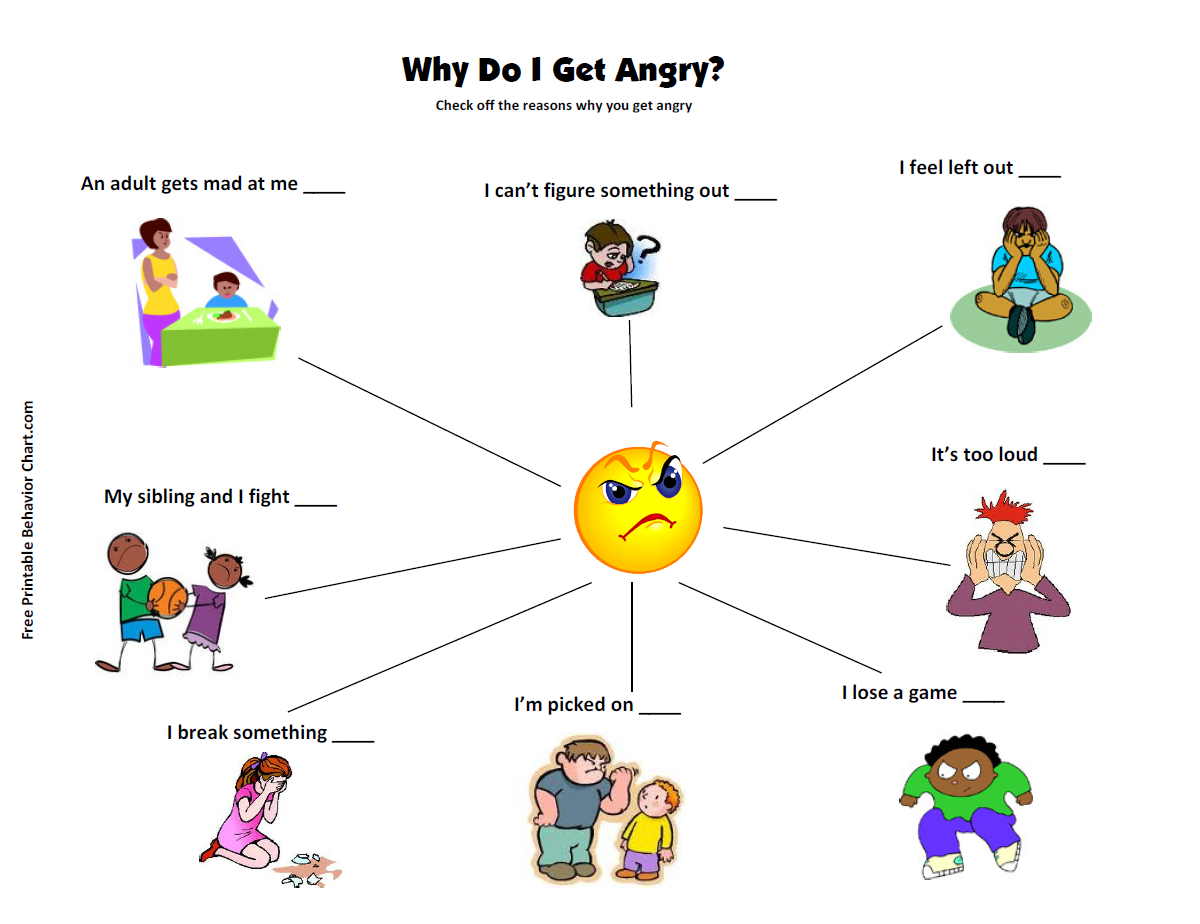 Why Do I Get Angry?
Check off the reasons why you get angry
An adult gets mad at me ____
I can't figure something out ____
I feel left out ____
?
My sibling and I fight ____
It's too loud ____
I break something ____
I'm picked on ____
I lose a game ____
Free Printable Behavior Chart.com